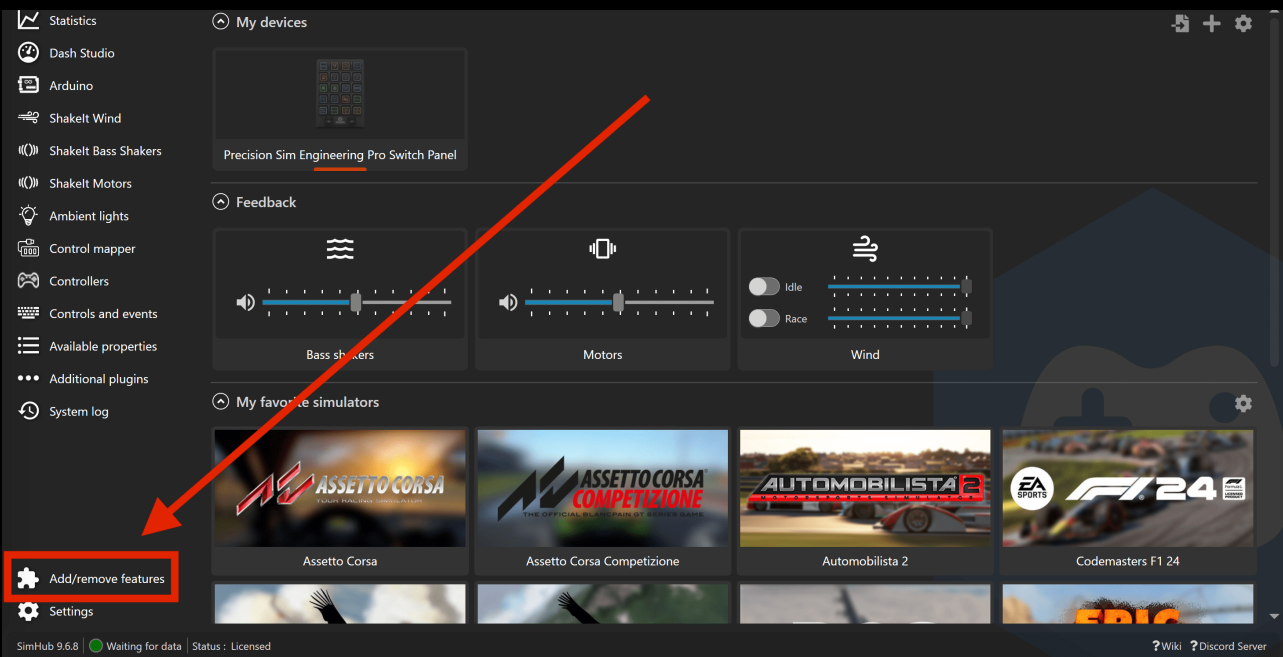 Statistics
Dash Studio
Arduino
ShakeIt Wind
ShakeIt Bass Shakers
ShakeIt Motors
Ambient lights
Control mapper
Controllers
Controls and events
Available properties
Additional plugins
System log
Add/remove features
Settings
My devices
Precision Sim Engineering Pro Switch Panel
Feedback
Bass shakers
Motors
Idle
Race
Wind
My favorite simulators
ASSETTO CORSA
YOUR RACING SIMULATOR
Assetto Corsa
ASSETTO CORSA
COMPETIZIONE
THE OFFICIAL BLANCPAIN GT SERIES GAME
Assetto Corsa Competizione
AUTOMOBILISTA 2
Automobilista 2
EA
SPORTS
F1 24
Codemasters F1 24
EPIC
SimHub 9.6.8
Waiting for data
Status : Licensed
?Wiki
?Discord Server